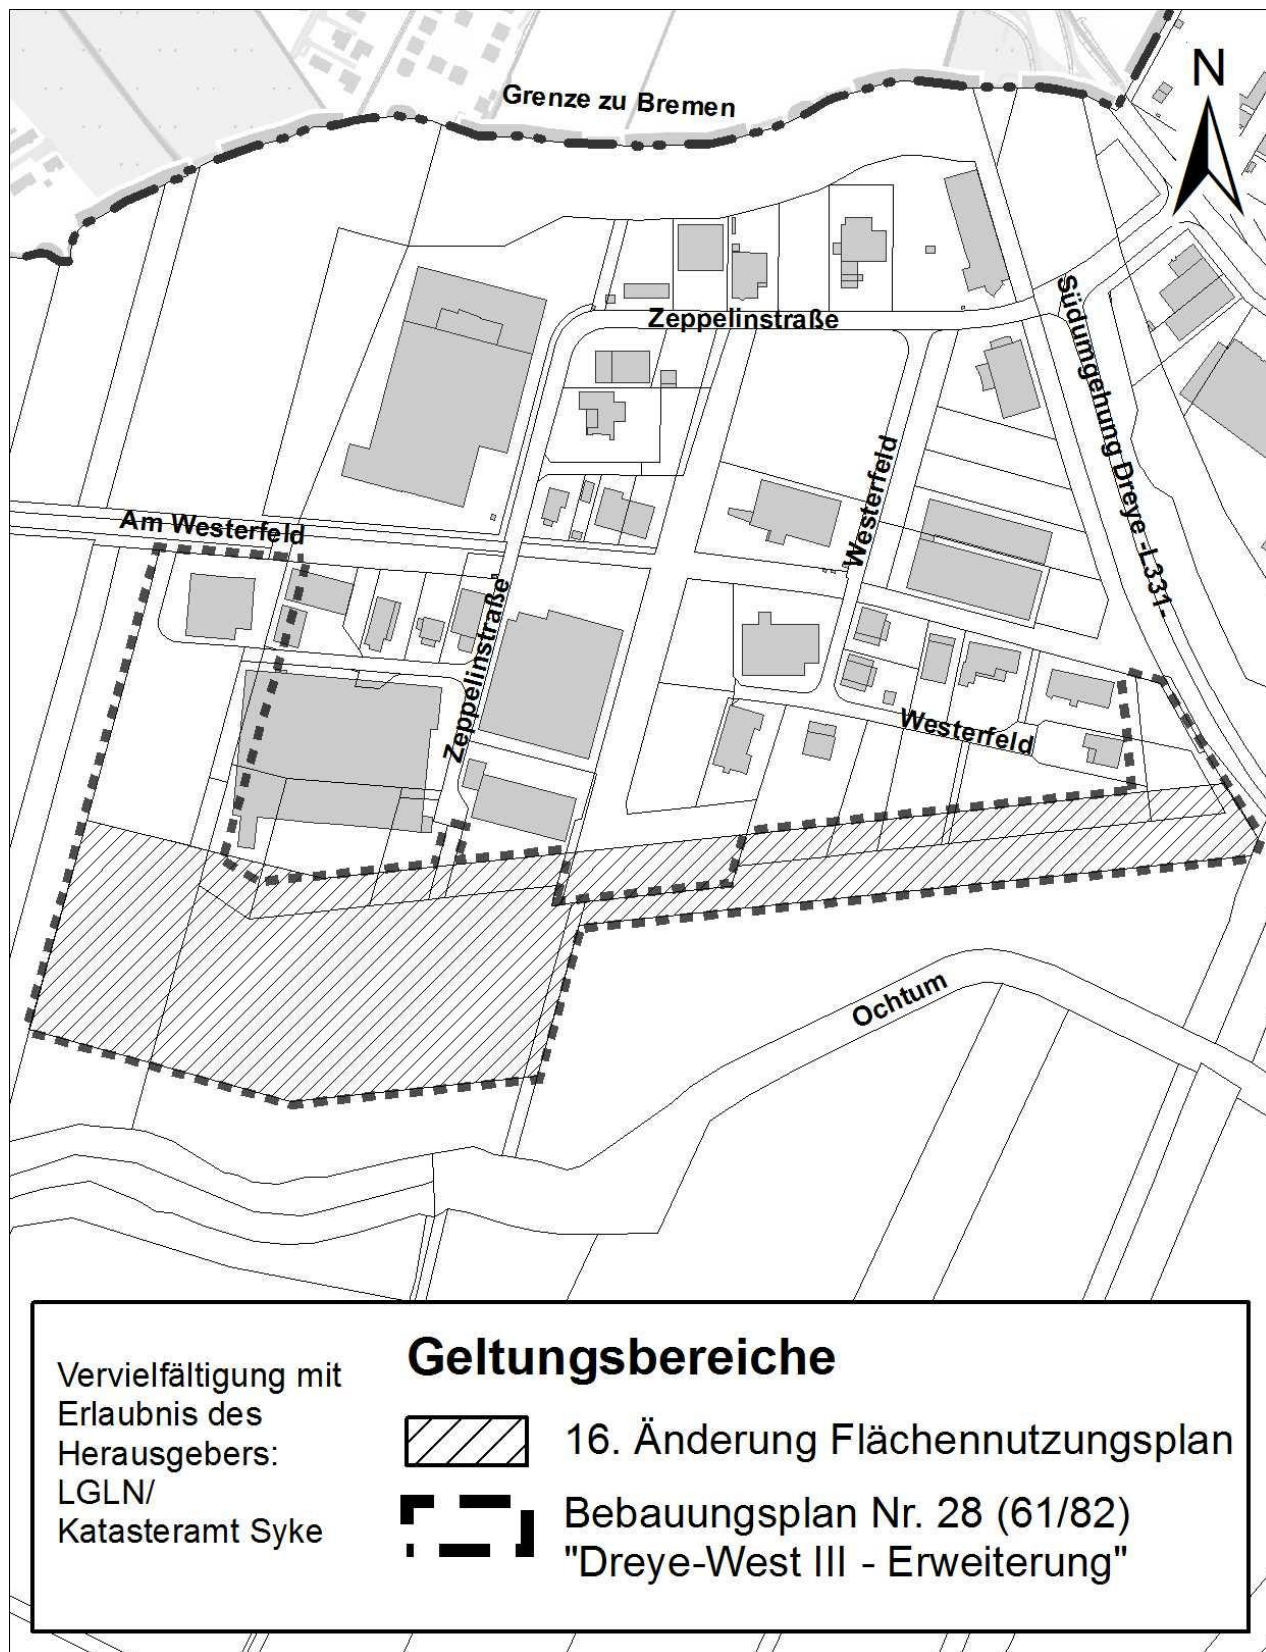 Grenze zu Bremen
N
Zeppelinstraße
Südumgehung Dreye -L331-
Westerfeld
Am Westerfeld
Zeppelinstraße
Westerfeld
Ochtum
Vervielfältigung mit
Erlaubnis des
Herausgebers:
LGLN/
Katasteramt Syke
Geltungsbereiche
16. Änderung Flächennutzungsplan
Bebauungsplan Nr. 28 (61/82)
"Dreye-West III - Erweiterung"